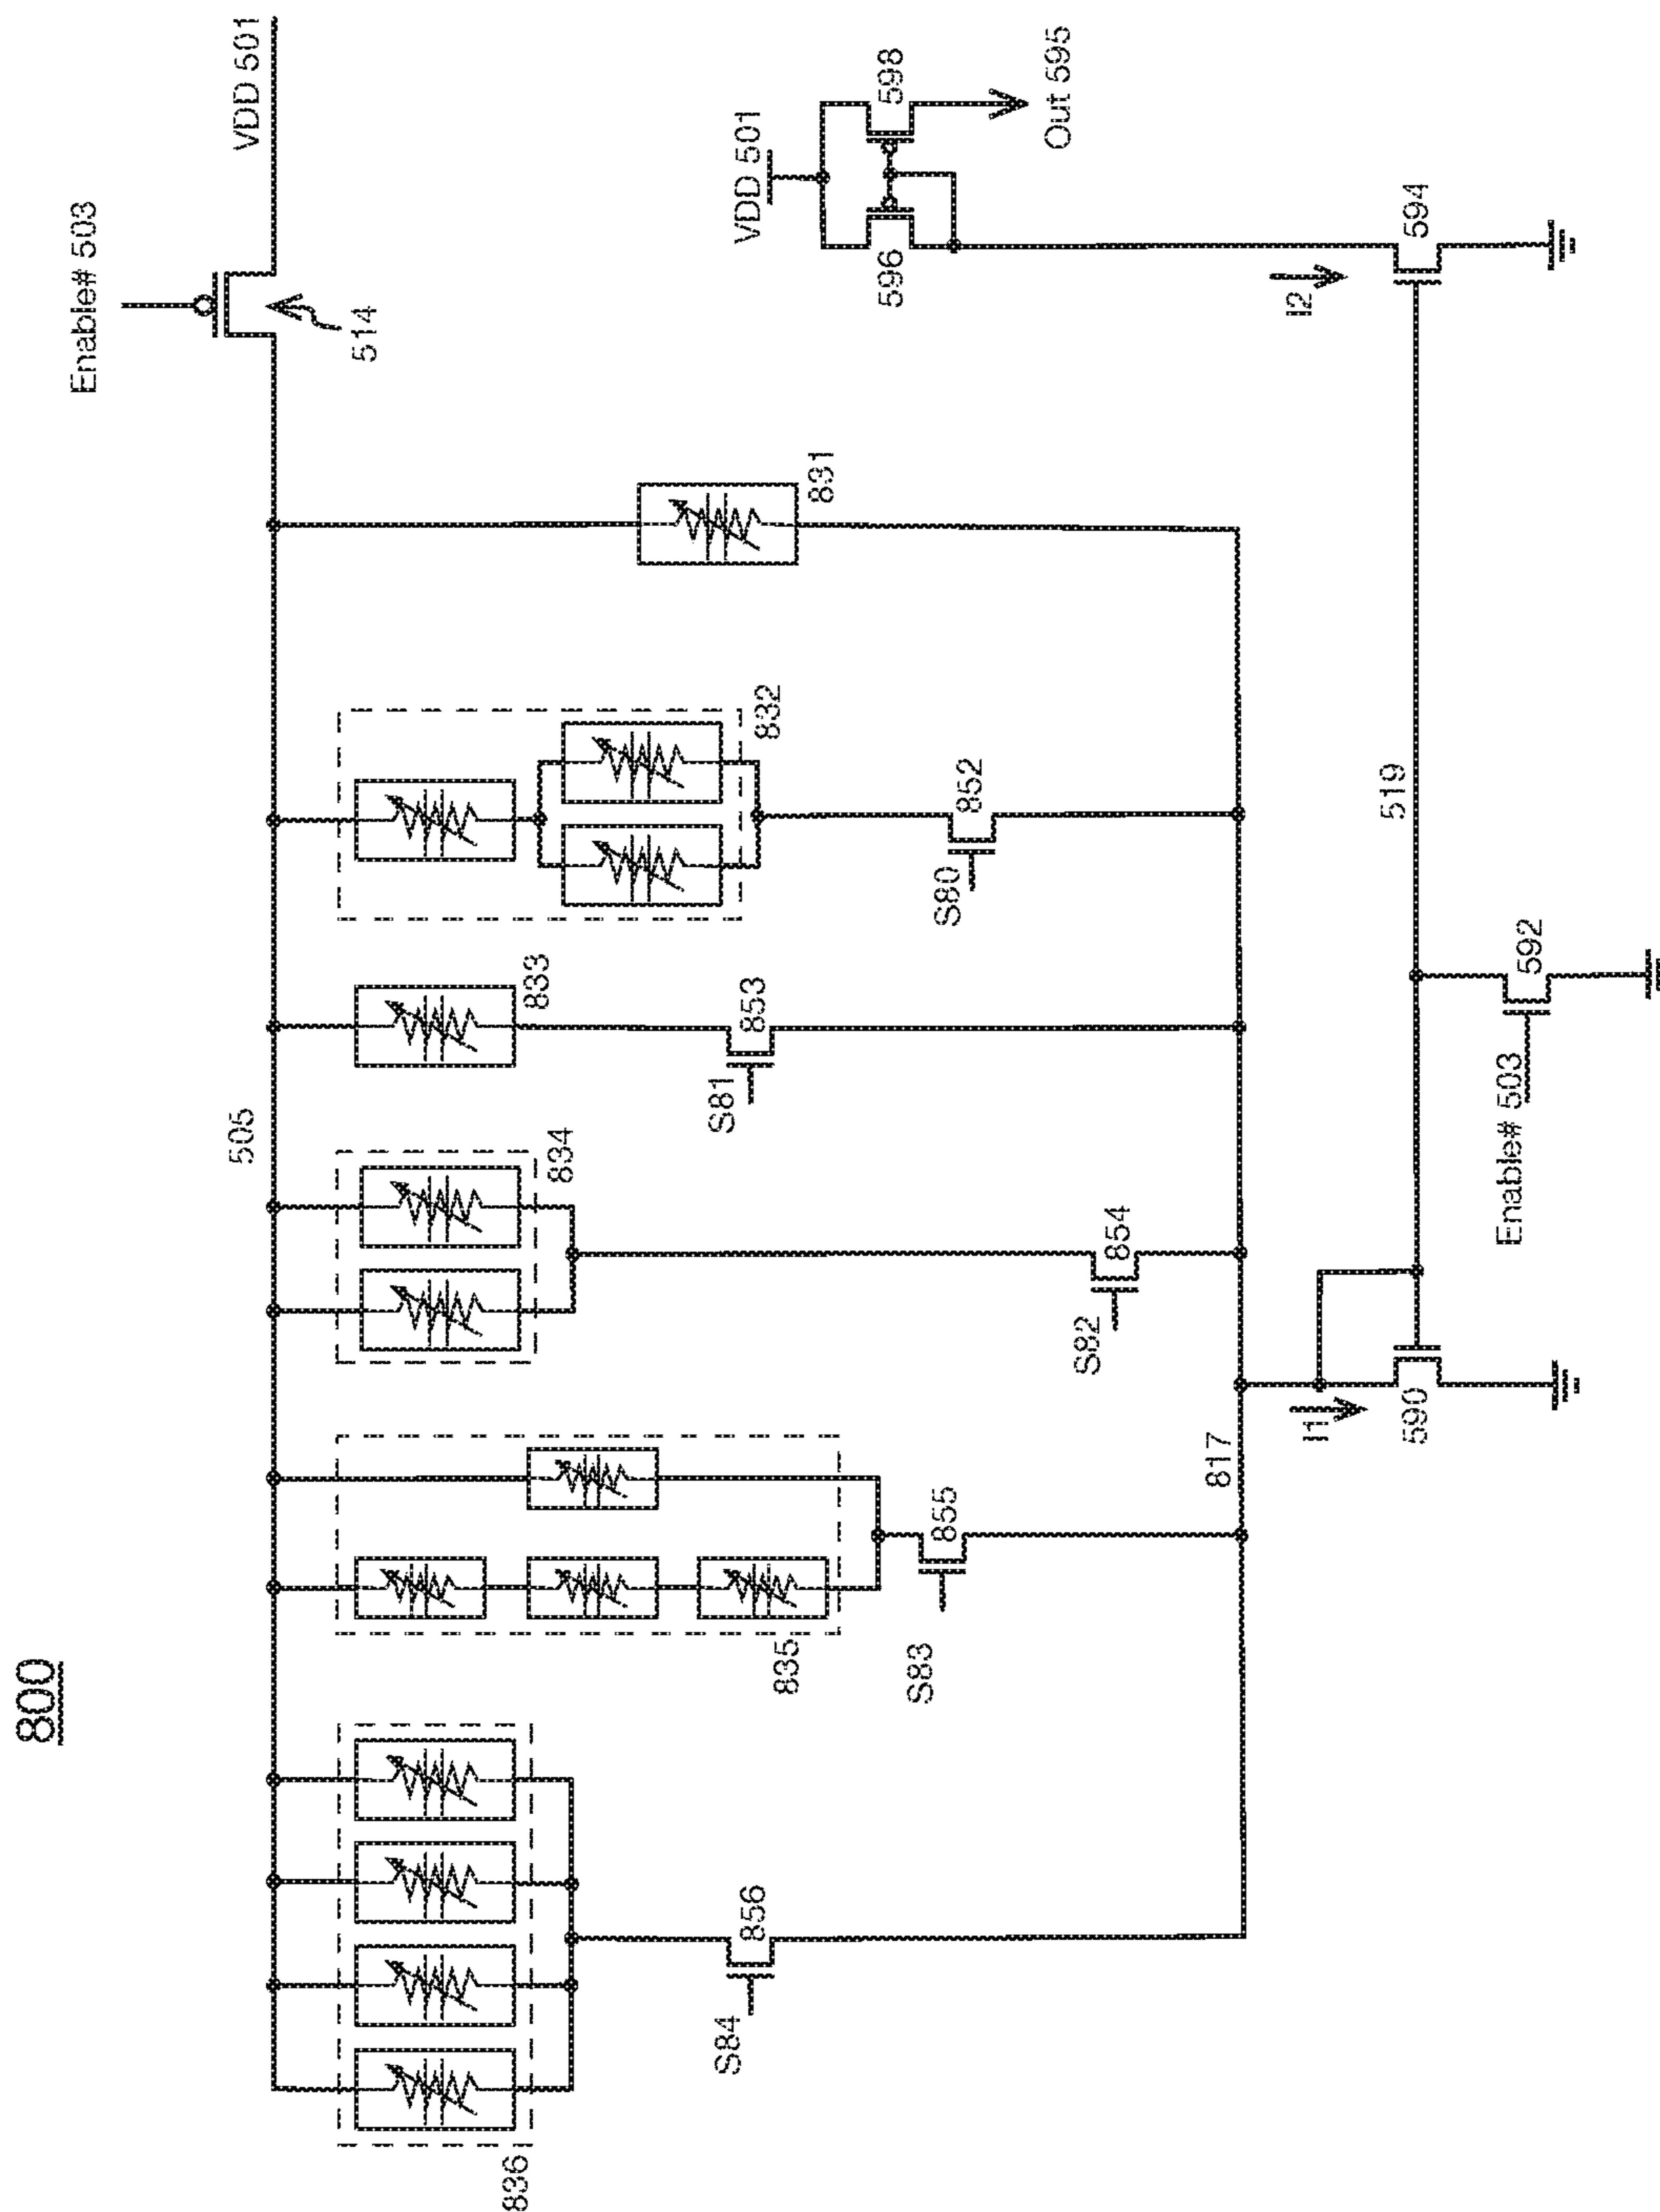 800
Enable# 503
VDD 501
514
505
836
835
834
833
832
831
S84
856
S83
855
S82
854
S81
853
S80
852
817
I1
590
519
Enable# 503
592
I2
594
VDD 501
596
598
Out 595